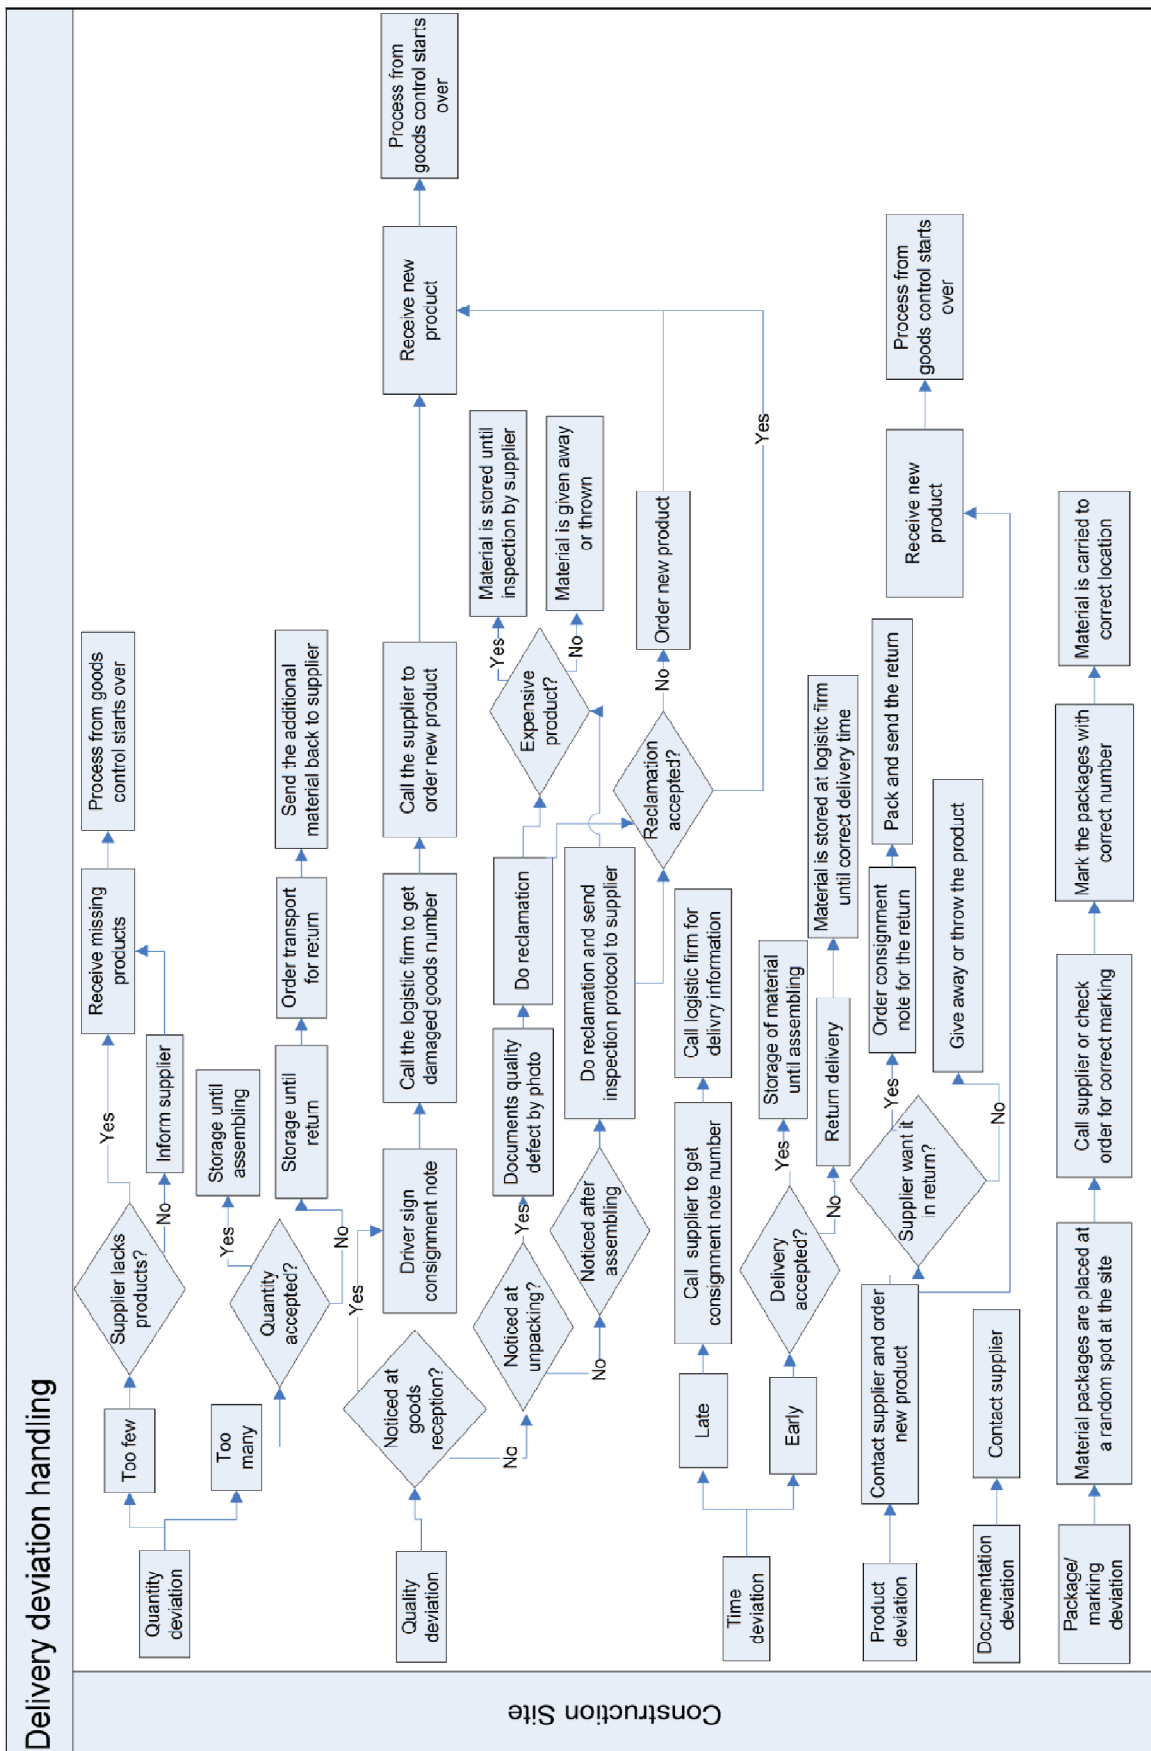 Delivery deviation handling
Construction Site
Quantity
deviation
Too few
Supplier lacks
products?
Yes
Receive missing
products
Process from goods
control starts over
No
Inform supplier
Too
many
Quantity
accepted?
Yes
Storage until
assembling
No
Storage until
return
Order transport
for return
Send the additional
material back to supplier
Quality
deviation
Noticed at
goods
reception?
Yes
Driver sign
consignment note
Call the logistic firm to get
damaged goods number
Call the supplier to
order new product
Receive new
product
Process from
goods control starts
over
No
Noticed at
unpacking?
Yes
Documents quality
defect by photo
Do reclamation
Expensive
product?
Yes
Material is stored until
inspection by supplier
No
Material is given away
or thrown
No
Noticed after
assembling
Do reclamation and send
inspection protocol to supplier
Reclamation
accepted?
No
Order new product
Yes
Time
deviation
Late
Call  supplier to get
consignment note number
Call logistic firm for
delivry information
Early
Delivery
accepted?
Yes
Storage of material
until assembling
No
Return delivery
Material is stored at logisitc firm
until correct delivery time
Product
deviation
Contact supplier and order
new product
Supplier want it
in return?
Yes
Order consignment
note for the return
Pack and send the return
No
Give away or throw the product
Receive new
product
Process from
goods control starts
over
Documentation
deviation
Contact supplier
Package/
marking
deviation
Material packages are placed at
a random spot at the site
Call supplier or check
order for correct marking
Mark the packages with
correct number
Material is carried to
correct location